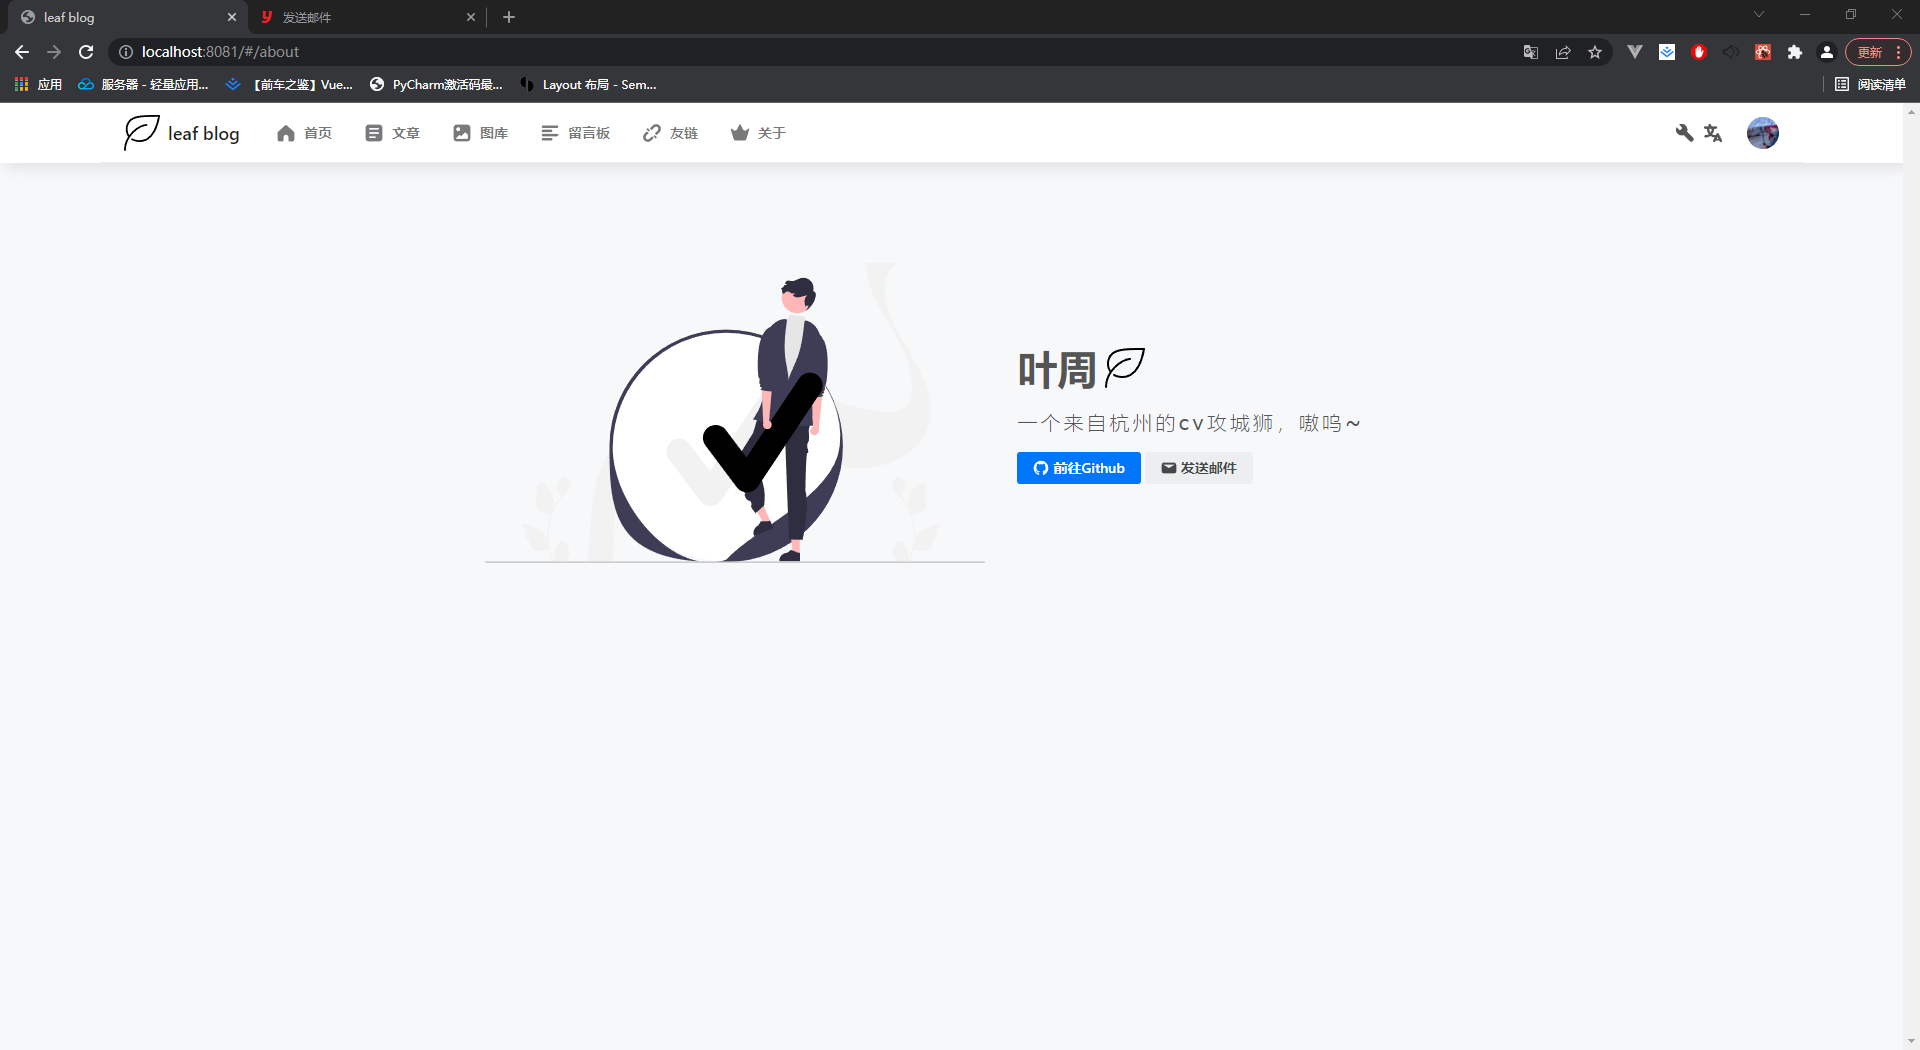 leaf blog
发送邮件
localhost:8081/#/about
更新
应用
服务器 - 轻量应用...
【前车之鉴】Vue...
PyCharm激活码最...
Layout 布局 - Sem...
阅读清单
leaf blog
首页
文章
图库
留言板
友链
关于
叶周
一个来自杭州的cv攻城狮，嗷呜~
前往Github
发送邮件